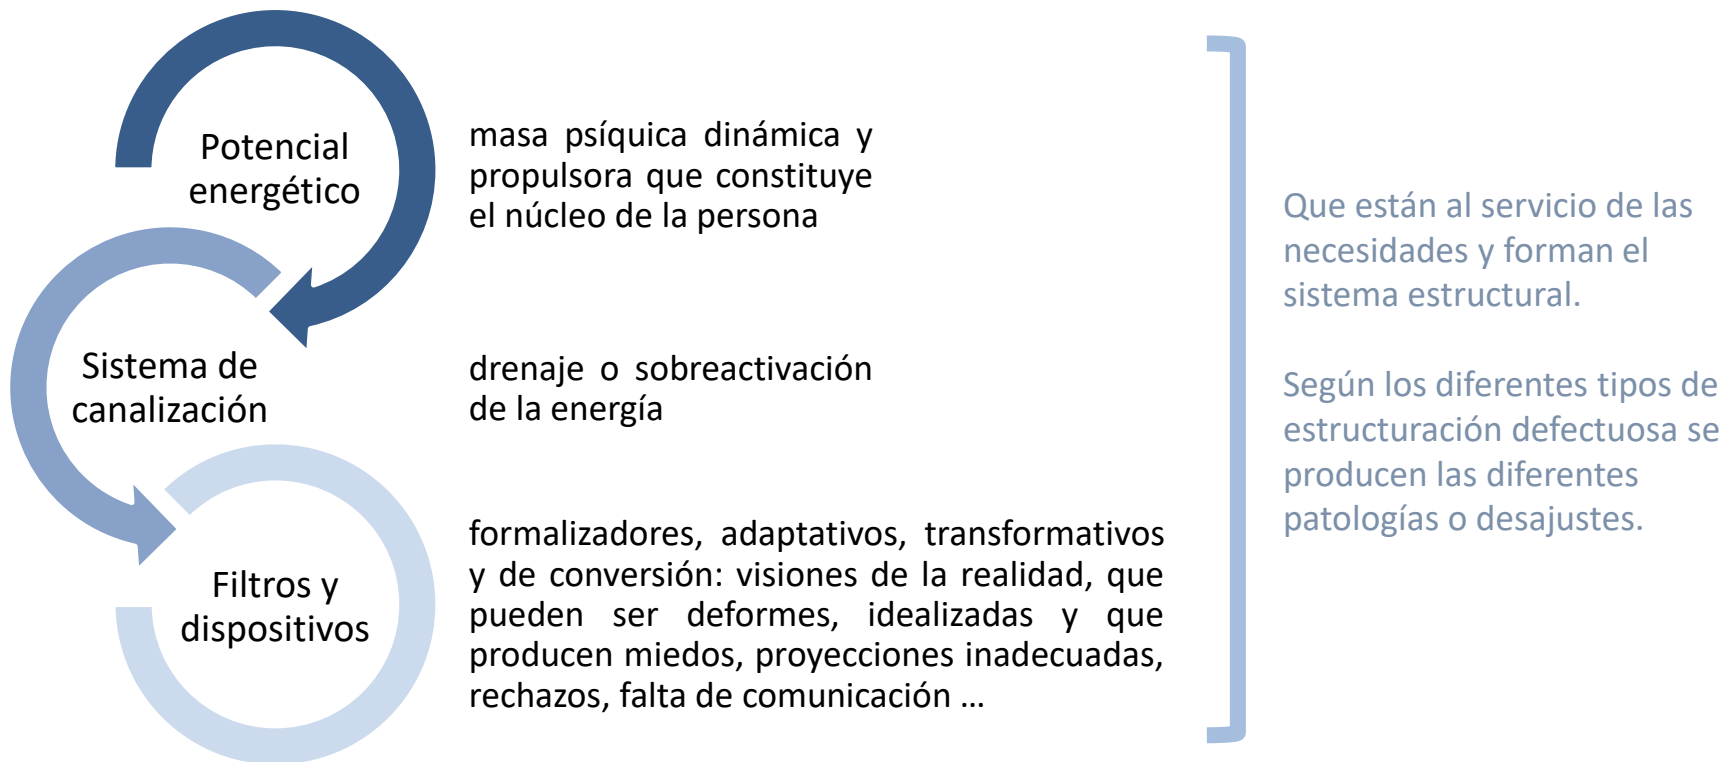 Potencial
energético
masa psíquica dinámica y
propulsora que constituye
el núcleo de la persona
Sistema de
canalización
drenaje o sobreactivación
de la energía
Filtros y
dispositivos
formalizadores, adaptativos, transformativos
y de conversión: visiones de la realidad, que
pueden ser deformes, idealizadas y que
producen miedos, proyecciones inadecuadas,
rechazos, falta de comunicación ...
Que están al servicio de las
necesidades y forman el
sistema estructural.
Según los diferentes tipos de
estructuración defectuosa se
producen las diferentes
patologías o desajustes.